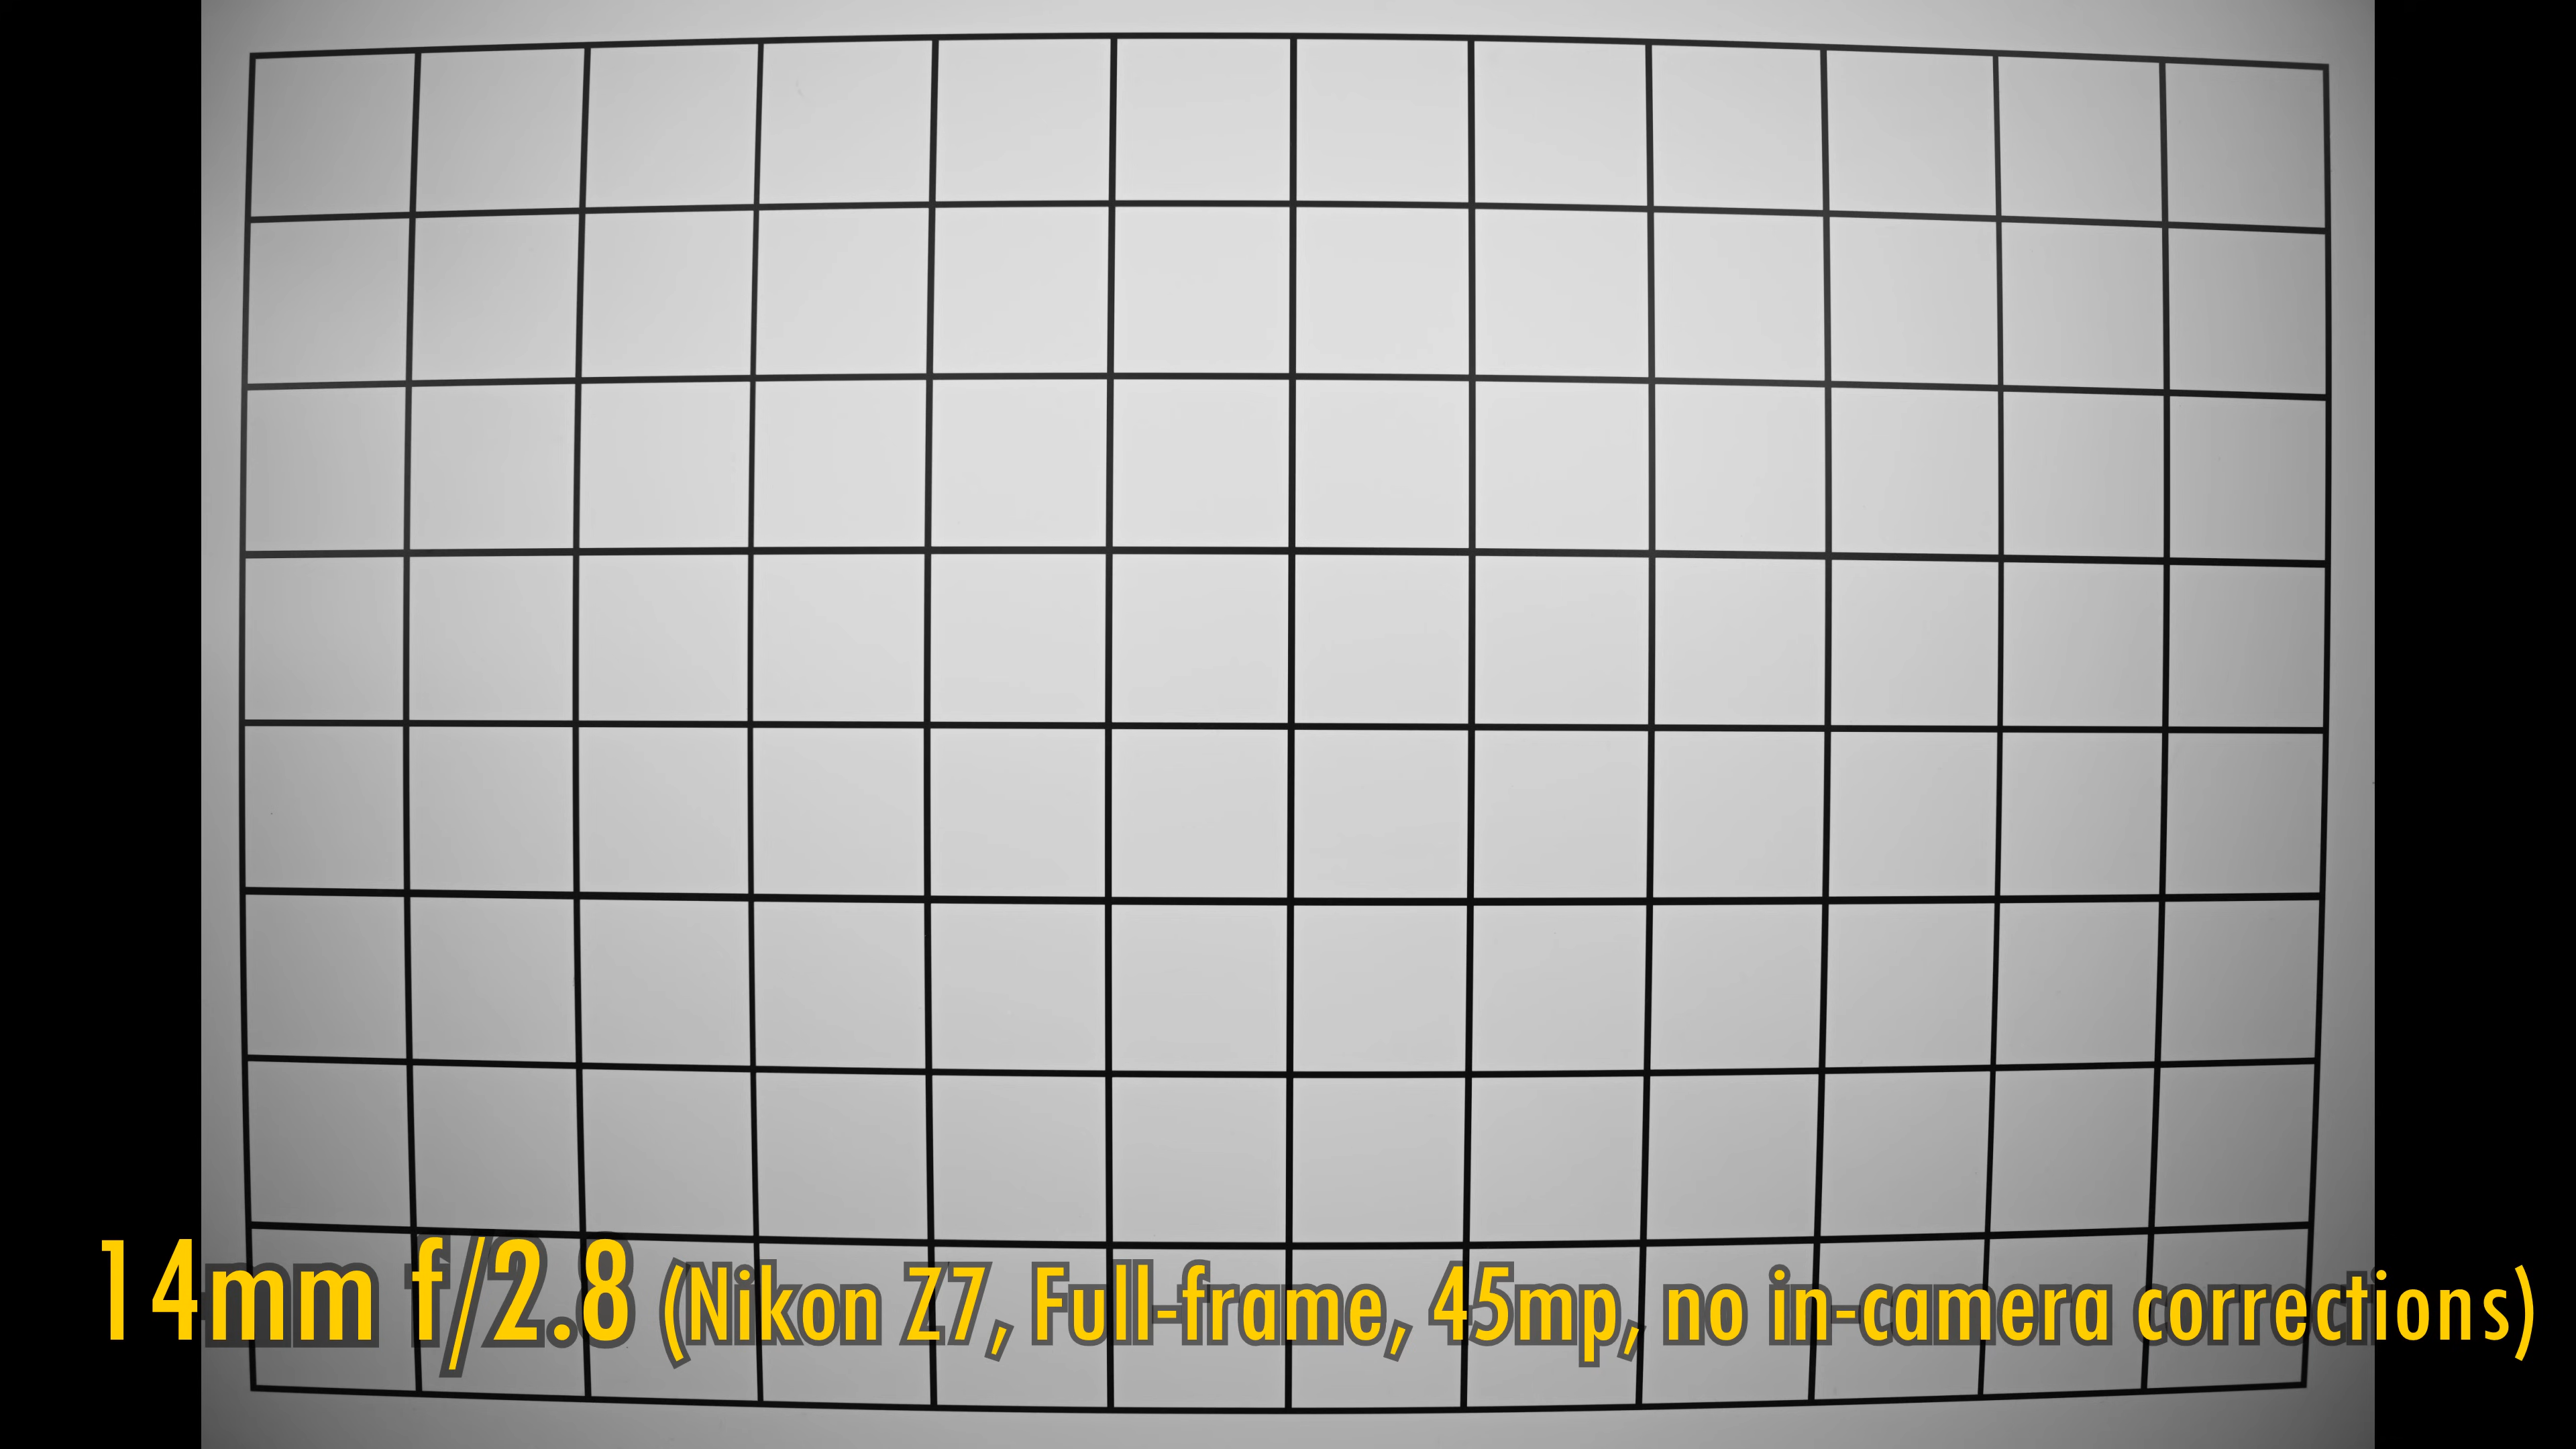 14mm f/2.8 (Nikon Z7, Full-frame, 45mp, no in-camera corrections)